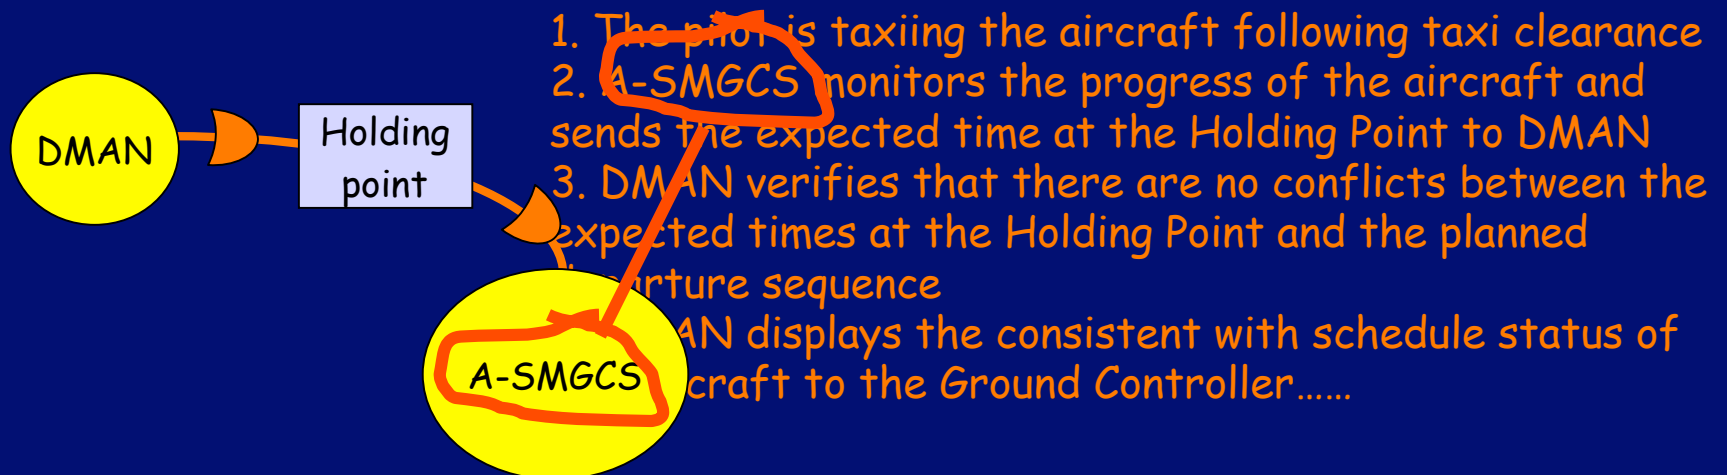 1. The pilot is taxiing the aircraft following taxi clearance
2. A-SMGCS monitors the progress of the aircraft and
sends the expected time at the Holding Point to DMAN
3. DMAN verifies that there are no conflicts between the
expected times at the Holding Point and the planned
departure sequence
AN displays the consistent with schedule status of
craft to the Ground Controller……
DMAN
Holding
point
A-SMGCS